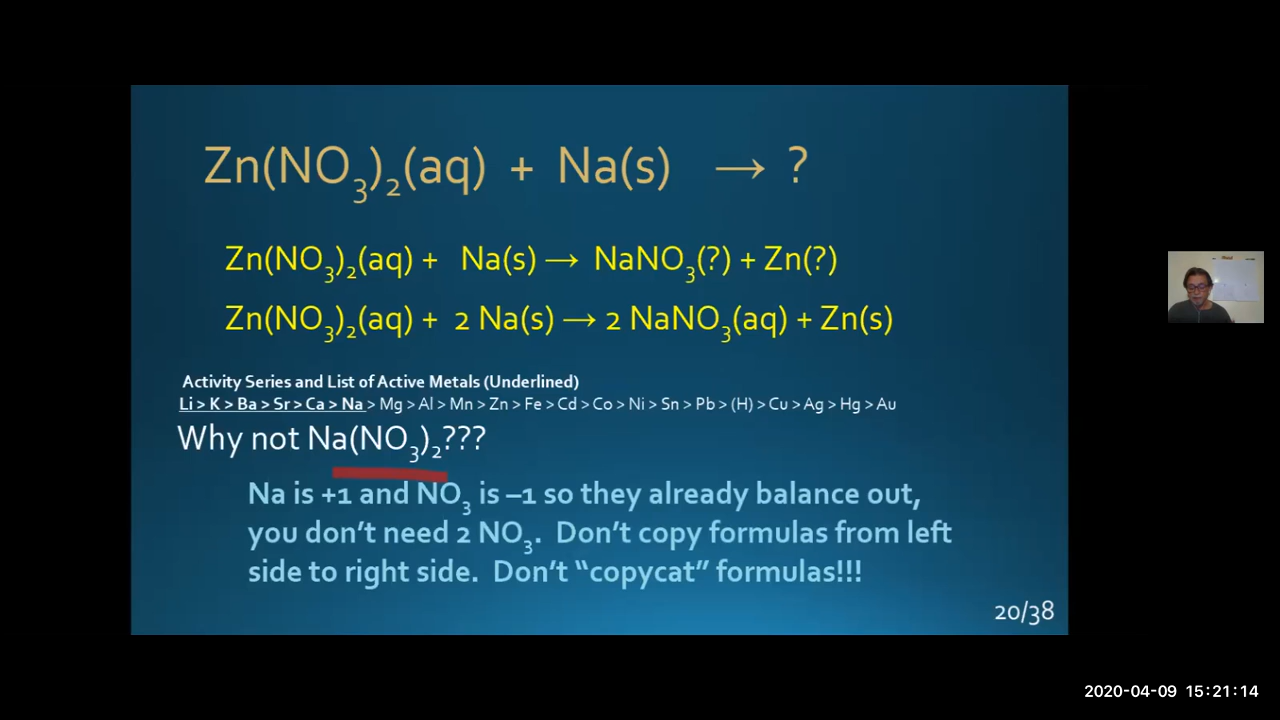 Zn(NO₃)₂(aq) + Na(s) → ?
Zn(NO₃)₂(aq) + Na(s) → NaNO₃(?) + Zn(?)
Zn(NO₃)₂(aq) + 2 Na(s) → 2 NaNO₃(aq) + Zn(s)
Activity Series and List of Active Metals (Underlined)
Li > K > Ba > Sr > Ca > Na > Mg > Al > Mn > Zn > Fe > Cd > Co > Ni > Sn > Pb > (H) > Cu > Ag > Hg > Au
Why not Na(NO₃)₂???
Na is +1 and NO₃ is –1 so they already balance out,
you don’t need 2 NO₃. Don’t copy formulas from left
side to right side. Don’t “copycat” formulas!!!
20/38
2020-04-09 15:21:14